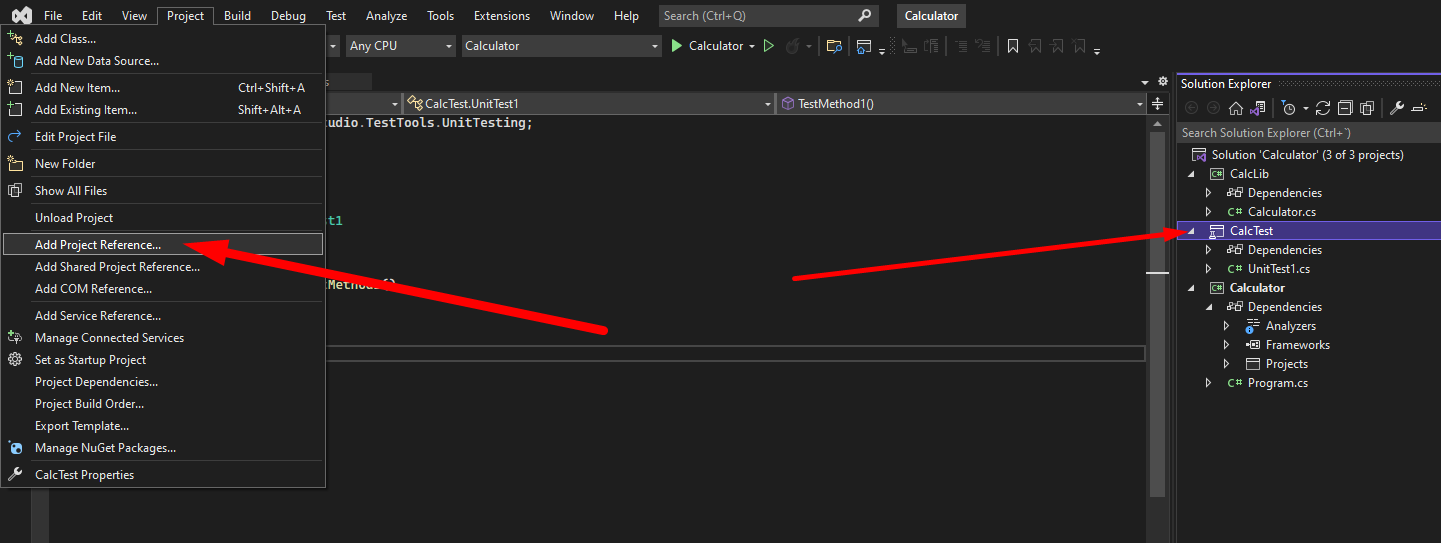 File Edit View Project Build Debug Test Analyze Tools Extensions Window Help Search (Ctrl+Q) Calculator
Any CPU Calculator Calculator
Add Class...
Add New Data Source...
Add New Item... Ctrl+Shift+A
Add Existing Item... Shift+Alt+A
Edit Project File
New Folder
Show All Files
Unload Project
Add Project Reference...
Add Shared Project Reference...
Add COM Reference...
Add Service Reference...
Manage Connected Services
Set as Startup Project
Project Dependencies...
Project Build Order...
Export Template...
Manage NuGet Packages...
CalcTest Properties
CalcTest.UnitTest1 TestMethod1()
tudio.TestTools.UnitTesting;
t1
Solution Explorer
Search Solution Explorer (Ctrl+`)
Solution 'Calculator' (3 of 3 projects)
CalcLib
Dependencies
C# Calculator.cs
CalcTest
Dependencies
C# UnitTest1.cs
Calculator
Dependencies
Analyzers
Frameworks
Projects
C# Program.cs